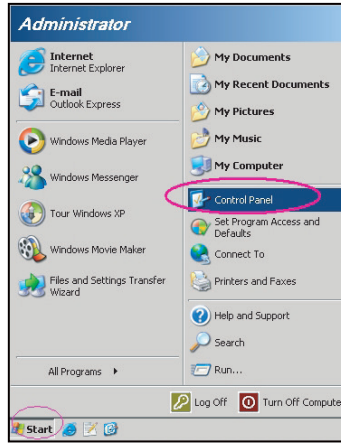 Administrator
Internet
Internet Explorer
E-mail
Outlook Express
Windows Media Player
Windows Messenger
Tour Windows XP
Windows Movie Maker
Files and Settings Transfer
Wizard
All Programs
My Documents
My Recent Documents
My Pictures
My Music
My Computer
Control Panel
Set Program Access and
Defaults
Connect To
Printers and Faxes
Help and Support
Search
Run...
Log Off
Turn Off Compute
Start